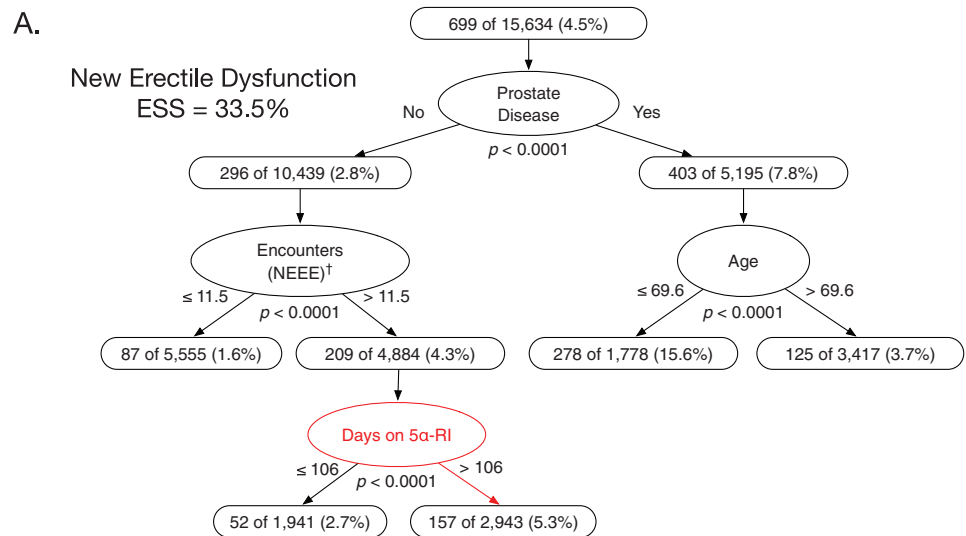 A.
699 of 15,634 (4.5%)
New Erectile Dysfunction
ESS = 33.5%
Prostate
Disease
No
Yes
p < 0.0001
296 of 10,439 (2.8%)
403 of 5,195 (7.8%)
Encounters
(NEEE)†
Age
≤ 11.5
> 11.5
p < 0.0001
≤ 69.6
> 69.6
p < 0.0001
87 of 5,555 (1.6%)
209 of 4,884 (4.3%)
278 of 1,778 (15.6%)
125 of 3,417 (3.7%)
Days on 5α-RI
≤ 106
> 106
p < 0.0001
52 of 1,941 (2.7%)
157 of 2,943 (5.3%)